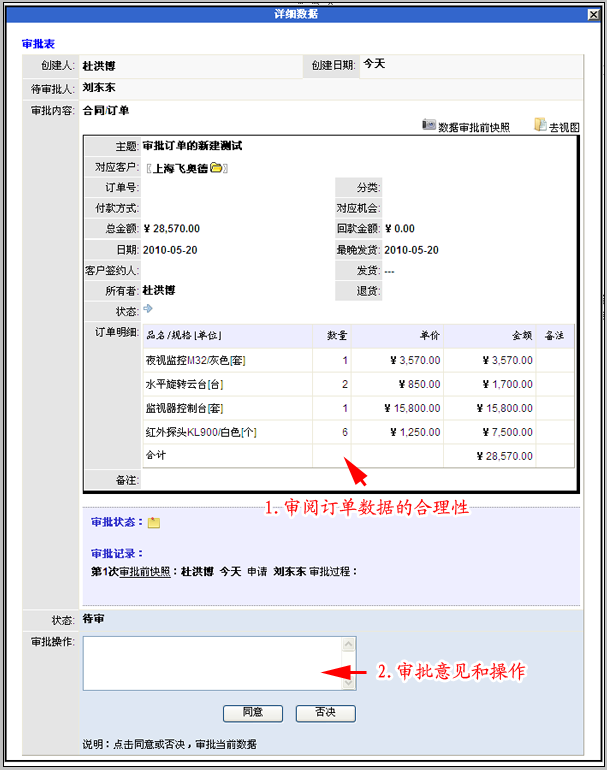 详细数据
审批表
创建人: 杜洪博 创建日期: 今天
待审批人: 刘东东
审批内容: 合同/订单
数据审批前快照 去视图
主题: 审批订单的新建测试
对应客户: 〖上海飞奥德〗
订单号: 分类:
付款方式: 对应机会:
总金额: ¥ 28,570.00 回款金额: ¥ 0.00
日期: 2010-05-20 最晚发货: 2010-05-20
客户签约人: 发货: ---
所有者: 杜洪博 退货:
状态:
订单明细: 品名/规格[单位] 数量 单价 金额 备注
夜视监控M32/灰色[套] 1 ¥ 3,570.00 ¥ 3,570.00
水平旋转云台[台] 2 ¥ 850.00 ¥ 1,700.00
监视器控制台[套] 1 ¥ 15,800.00 ¥ 15,800.00
红外探头KL900/白色[个] 6 ¥ 1,250.00 ¥ 7,500.00
合计 ¥ 28,570.00
备注:
1.审阅订单数据的合理性
审批状态：
审批记录：
第1次审批前快照：杜洪博 今天 申请 刘东东 审批过程：
状态: 待审
审批操作:
2.审批意见和操作
同意 否决
说明：点击同意或否决，审批当前数据